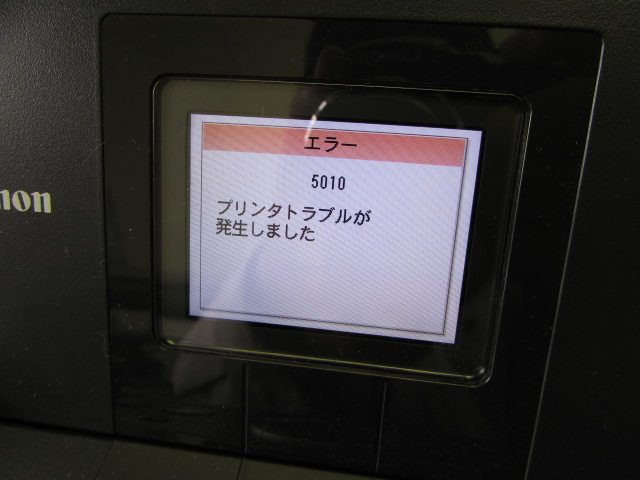 non
エラー
5010
プリンタトラブルが
発生しました